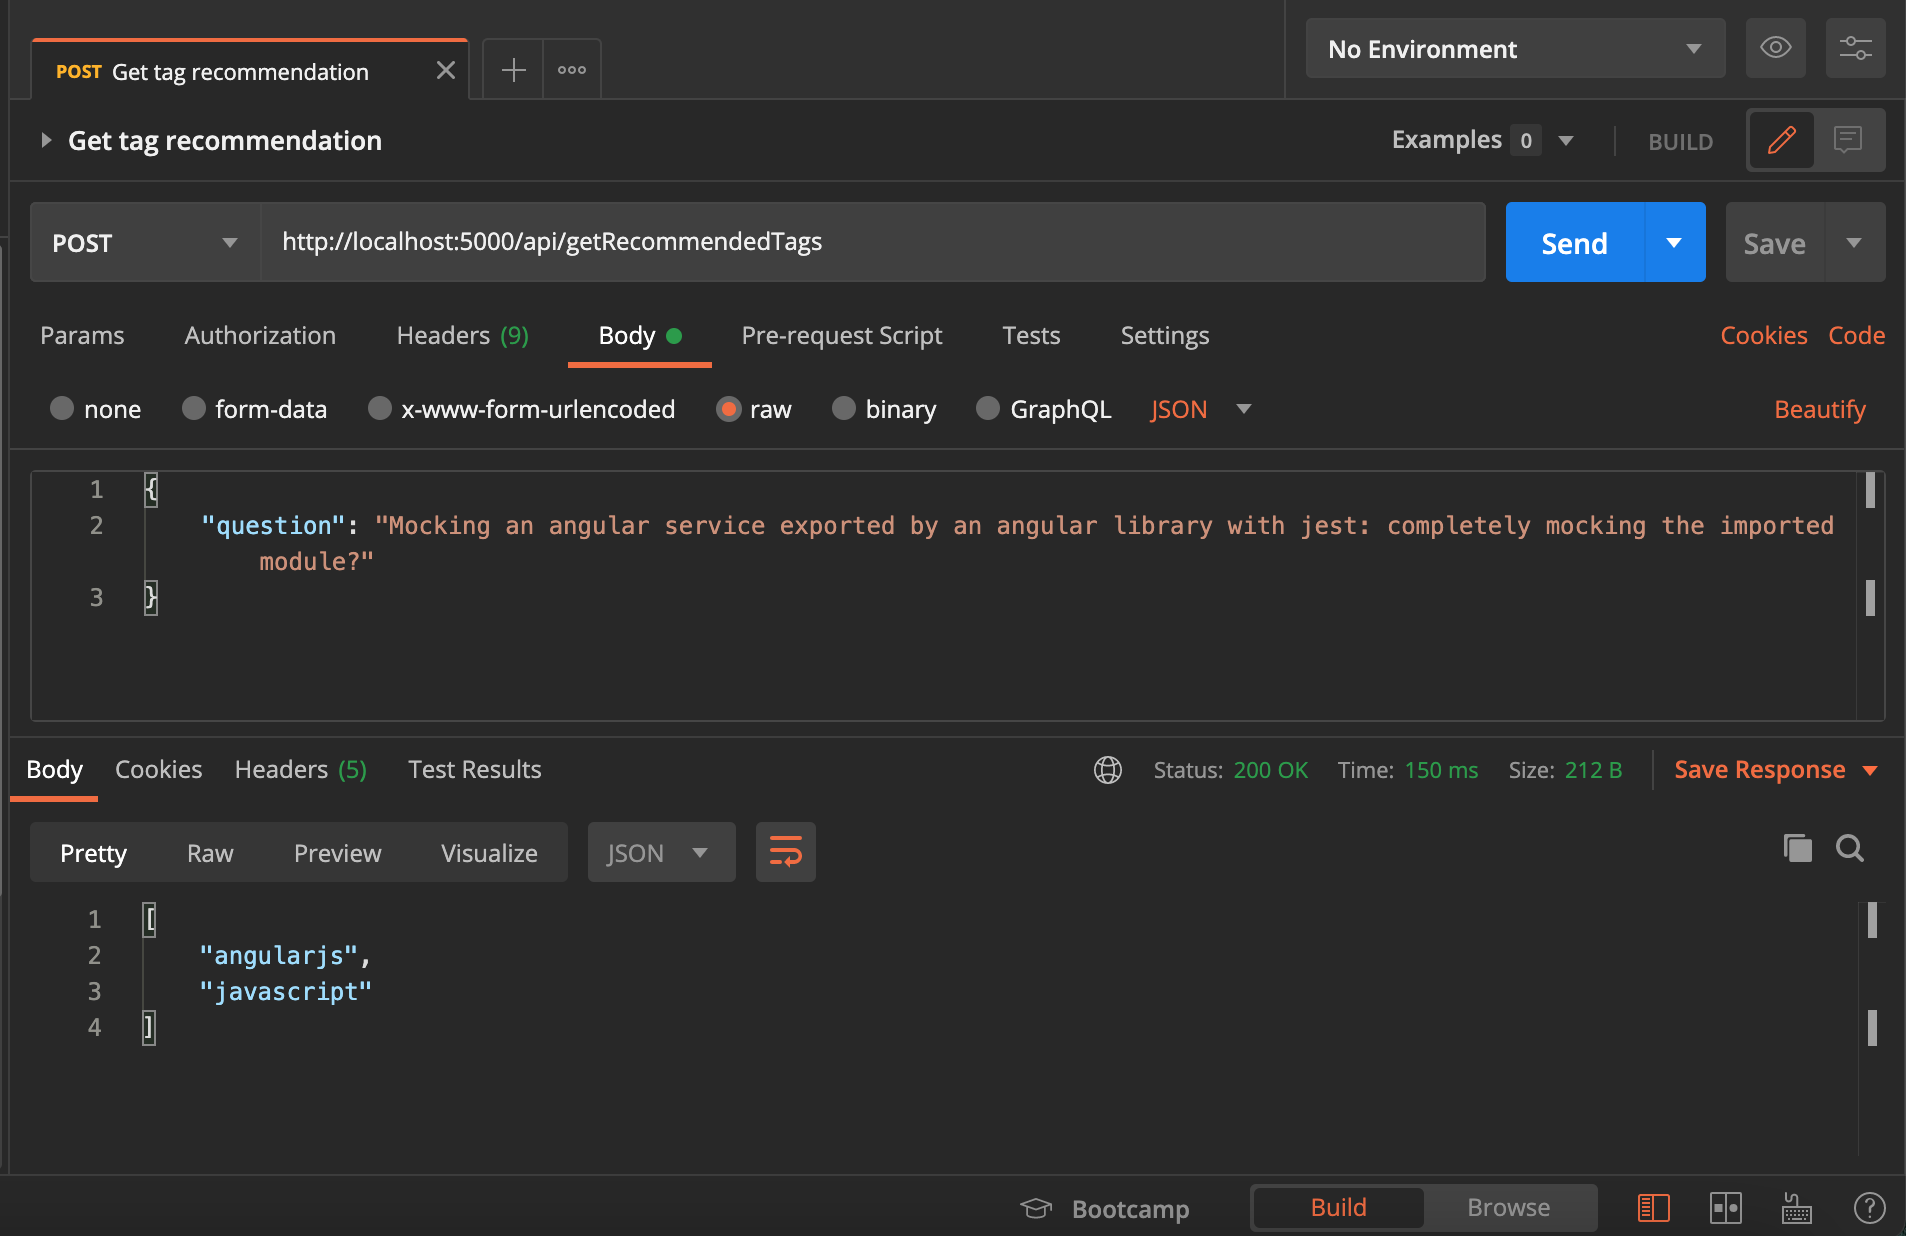 POST Get tag recommendation
No Environment
Get tag recommendation
Examples 0
BUILD
POST
http://localhost:5000/api/getRecommendedTags
Send
Save
Params Authorization Headers (9) Body Pre-request Script Tests Settings Cookies Code
none form-data x-www-form-urlencoded raw binary GraphQL JSON Beautify
1 {
2 "question": "Mocking an angular service exported by an angular library with jest: completely mocking the imported
module?"
3 }
Body Cookies Headers (5) Test Results Status: 200 OK Time: 150 ms Size: 212 B Save Response
Pretty Raw Preview Visualize JSON
1 [
2 "angularjs",
3 "javascript"
4 ]
Bootcamp Build Browse